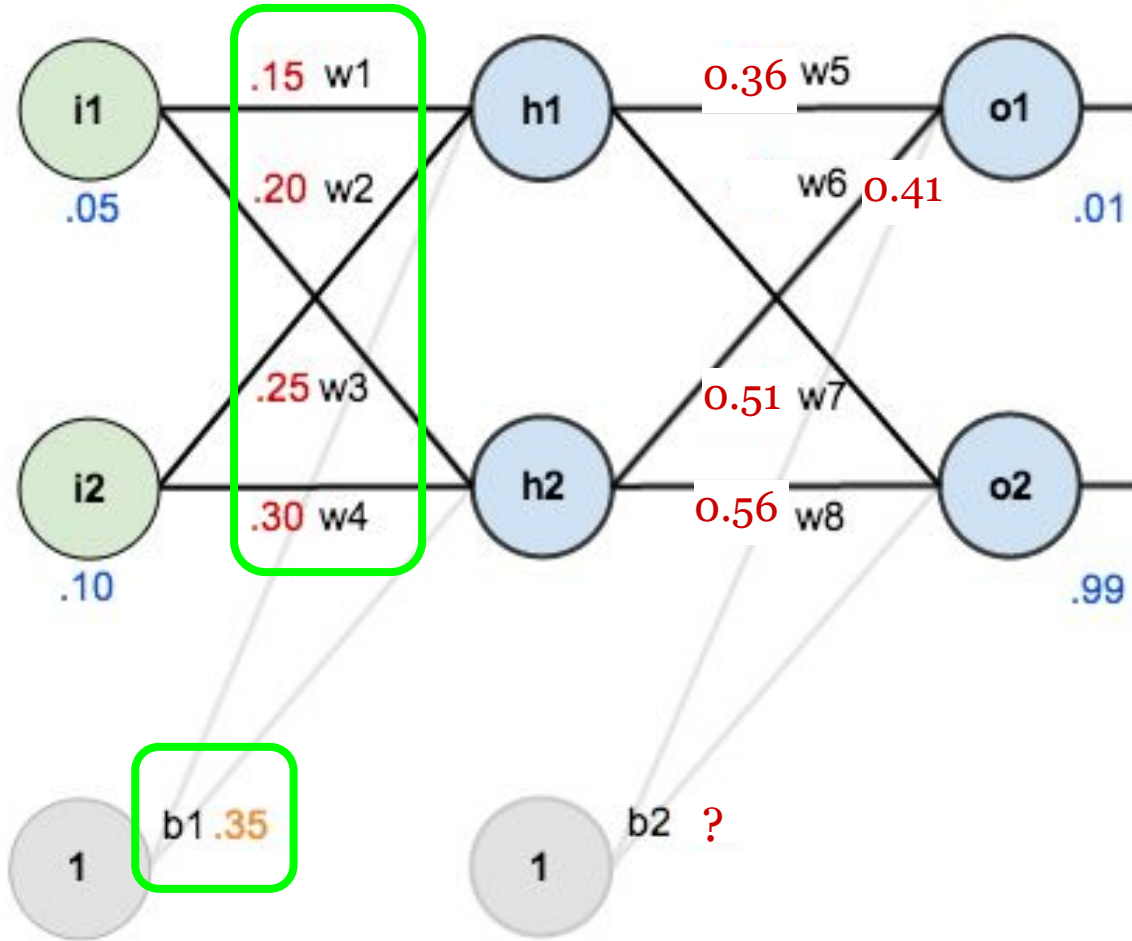 .15 w1
0.36 w5
i1
h1
o1
.20 w2
w6 0.41
.05
.01
.25 w3
0.51 w7
i2
h2
o2
.30 w4
0.56 w8
.10
.99
b1 .35
b2 ?
1
1